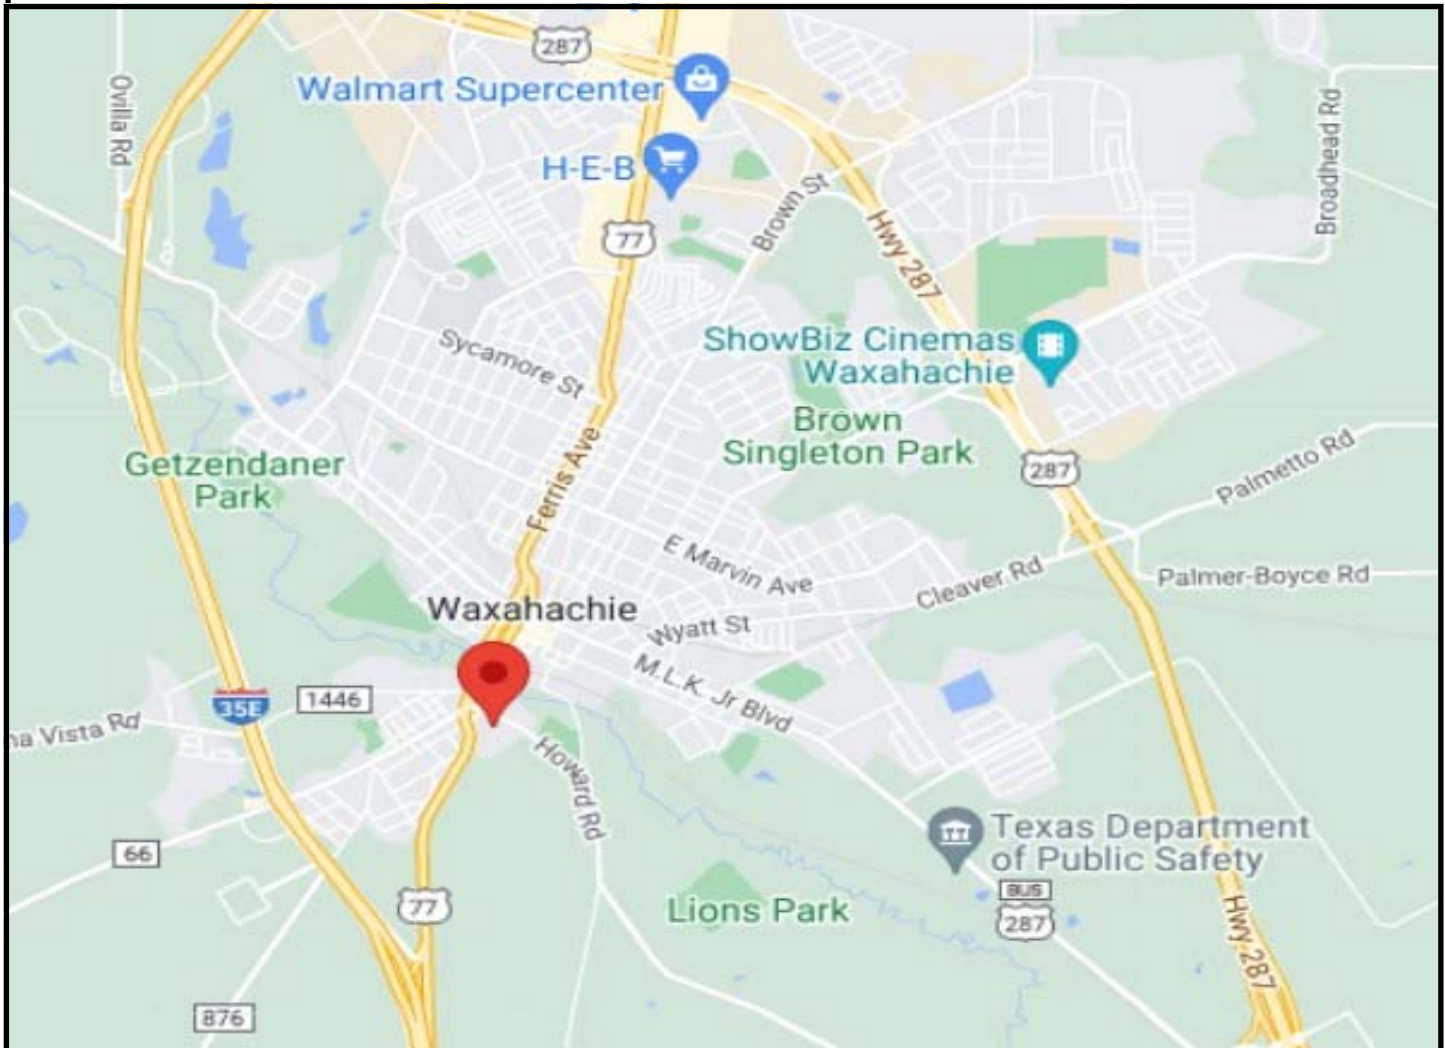 287
Walmart Supercenter
Ovilla Rd
Broadhead Rd
H-E-B
Brown St
77
Hwy 287
ShowBiz Cinemas
Waxahachie
Sycamore St
Brown
Singleton Park
Getzendaner
Park
287
Palmetto Rd
Ferris Ave
E Marvin Ave
Cleaver Rd
Palmer-Boyce Rd
Waxahachie
Wyatt St
M.L.K. Jr Blvd
35E
1446
na Vista Rd
Howard Rd
Texas Department
of Public Safety
66
BUS
287
77
Lions Park
Hwy 287
876